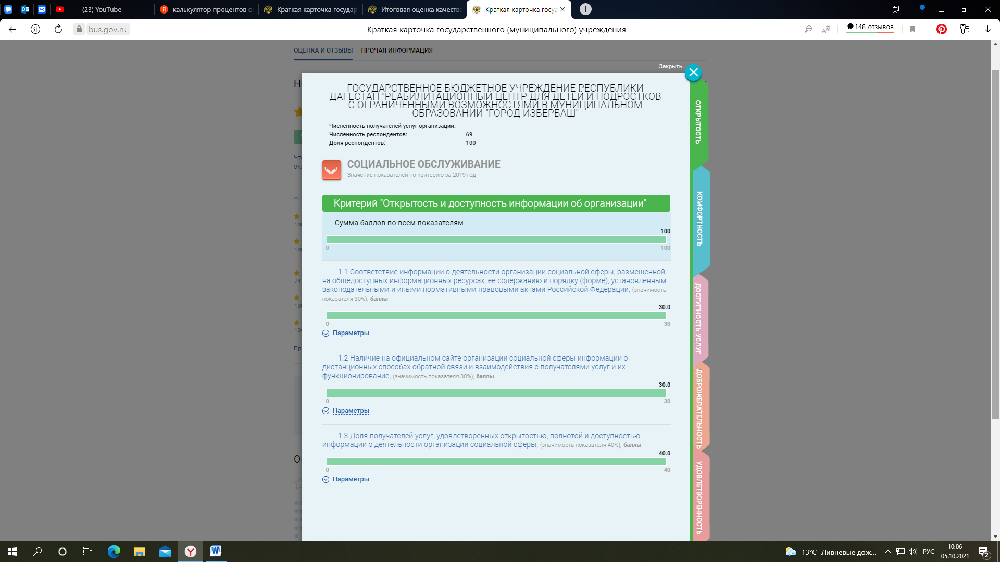 (23) YouTube
калькулятор процентов о
Краткая карточка государ
Итоговая оценка качества
Краткая карточка госу
bus.gov.ru
Краткая карточка государственного (муниципального) учреждения
148 отзывов
ОЦЕНКА И ОТЗЫВЫ
ПРОЧАЯ ИНФОРМАЦИЯ
Закрыть
ГОСУДАРСТВЕННОЕ БЮДЖЕТНОЕ УЧРЕЖДЕНИЕ РЕСПУБЛИКИ
ДАГЕСТАН "РЕАБИЛИТАЦИОННЫЙ ЦЕНТР ДЛЯ ДЕТЕЙ И ПОДРОСТКОВ
С ОГРАНИЧЕННЫМИ ВОЗМОЖНОСТЯМИ В МУНИЦИПАЛЬНОМ
ОБРАЗОВАНИИ "ГОРОД ИЗБЕРБАШ"
Численность получателей услуг организации:
Численность респондентов: 69
Доля респондентов: 100
СОЦИАЛЬНОЕ ОБСЛУЖИВАНИЕ
Значение показателей по критерию за 2019 год
Критерий "Открытость и доступность информации об организации"
Сумма баллов по всем показателям
100
0 100
1.1 Соответствие информации о деятельности организации социальной сферы, размещенной
на общедоступных информационных ресурсах, ее содержанию и порядку (форме), установленным
законодательными и иными нормативными правовыми актами Российской Федерации, (значимость
показателя 30%), баллы
30.0
0 30
Параметры
1.2 Наличие на официальном сайте организации социальной сферы информации о
дистанционных способах обратной связи и взаимодействия с получателями услуг и их
функционирование, (значимость показателя 30%), баллы
30.0
0 30
Параметры
1.3 Доля получателей услуг, удовлетворенных открытостью, полнотой и доступностью
информации о деятельности организации социальной сферы, (значимость показателя 40%), баллы
40.0
0 40
Параметры
ОТКРЫТОСТЬ
КОМФОРТНОСТЬ
ДОСТУПНОСТЬ УСЛУГ
ДОБРОЖЕЛАТЕЛЬНОСТЬ
УДОВЛЕТВОРЕННОСТЬ
13°C Ливневые дож...
РУС
10:06
05.10.2021
2